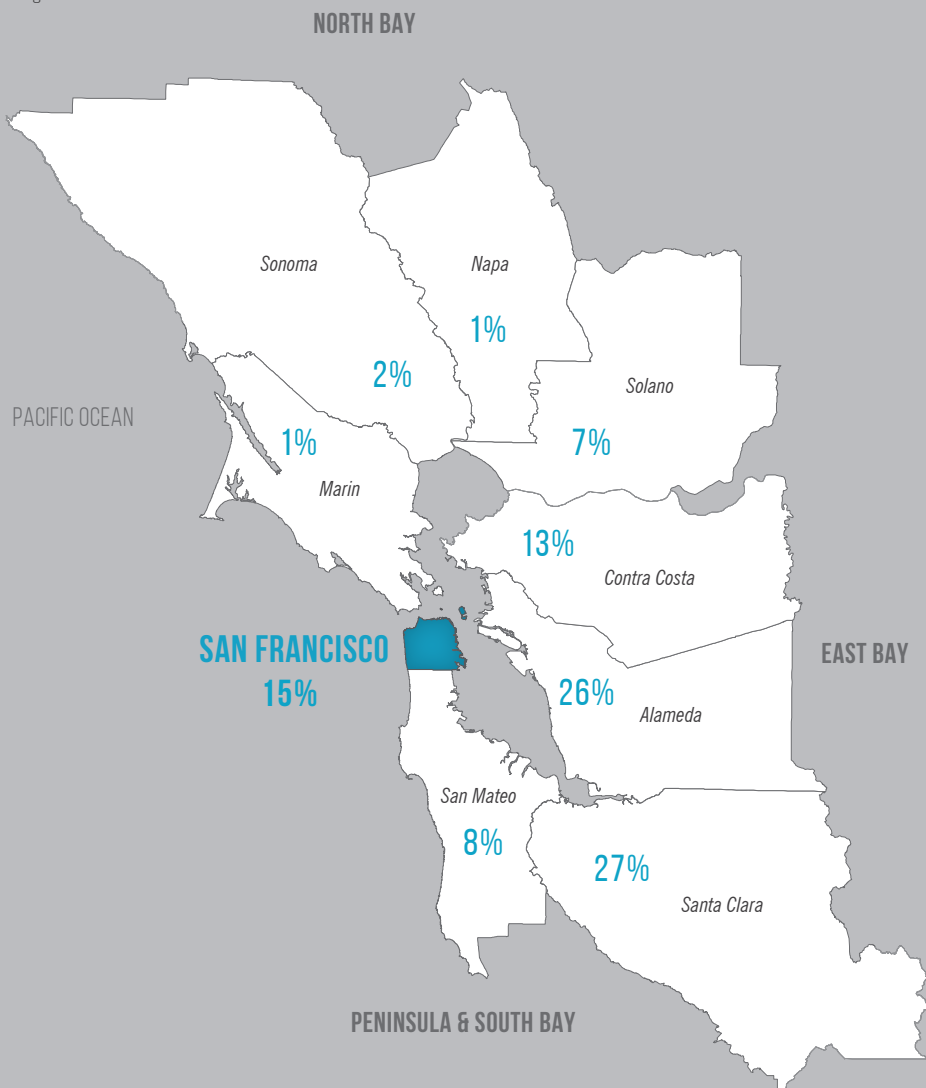 NORTH BAY
Sonoma
Napa
1%
2%
Solano
PACIFIC OCEAN
1%
7%
Marin
13%
Contra Costa
SAN FRANCISCO
15%
EAST BAY
26%
Alameda
San Mateo
8%
27%
Santa Clara
PENINSULA & SOUTH BAY